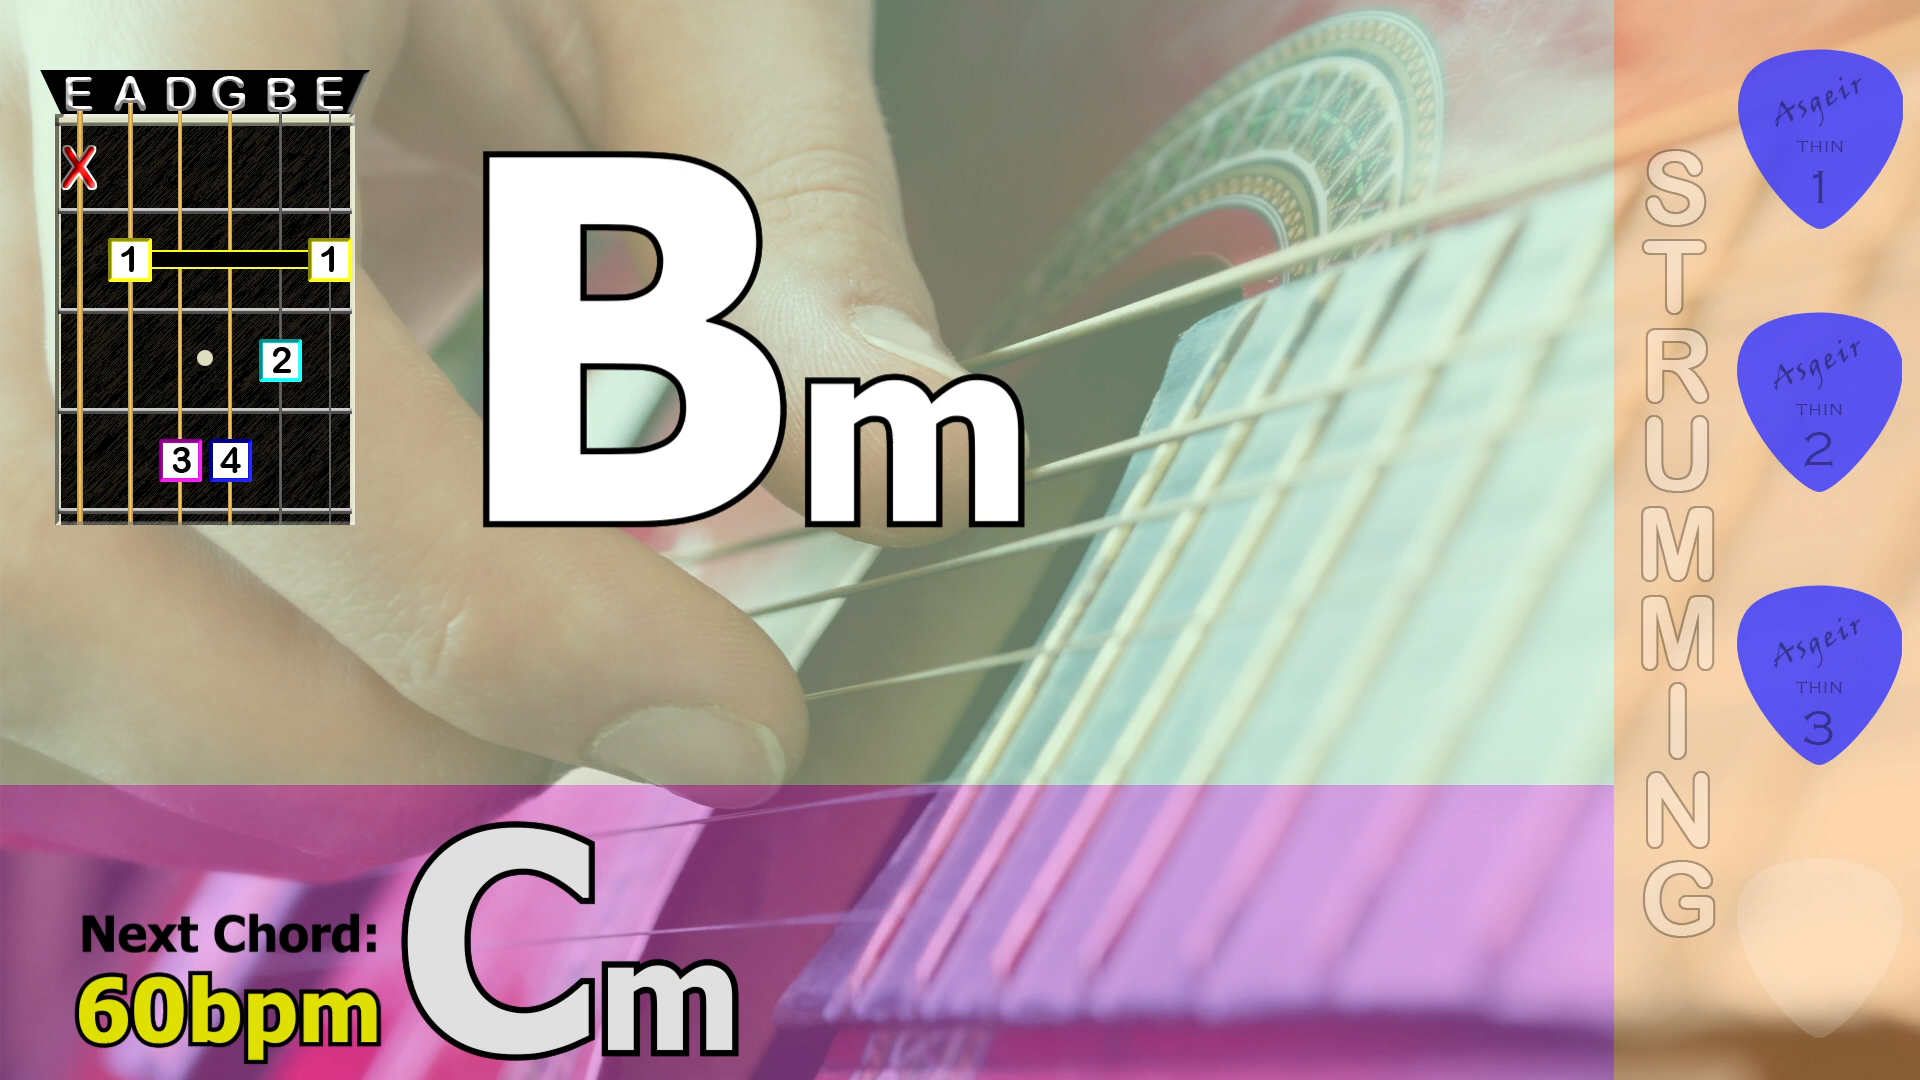 E A D G B E
X
1 1
2
3 4
Bm
Next Chord:
60bpm
Cm
STRUMMING
Asgeir
THIN
1
Asgeir
THIN
2
Asgeir
THIN
3